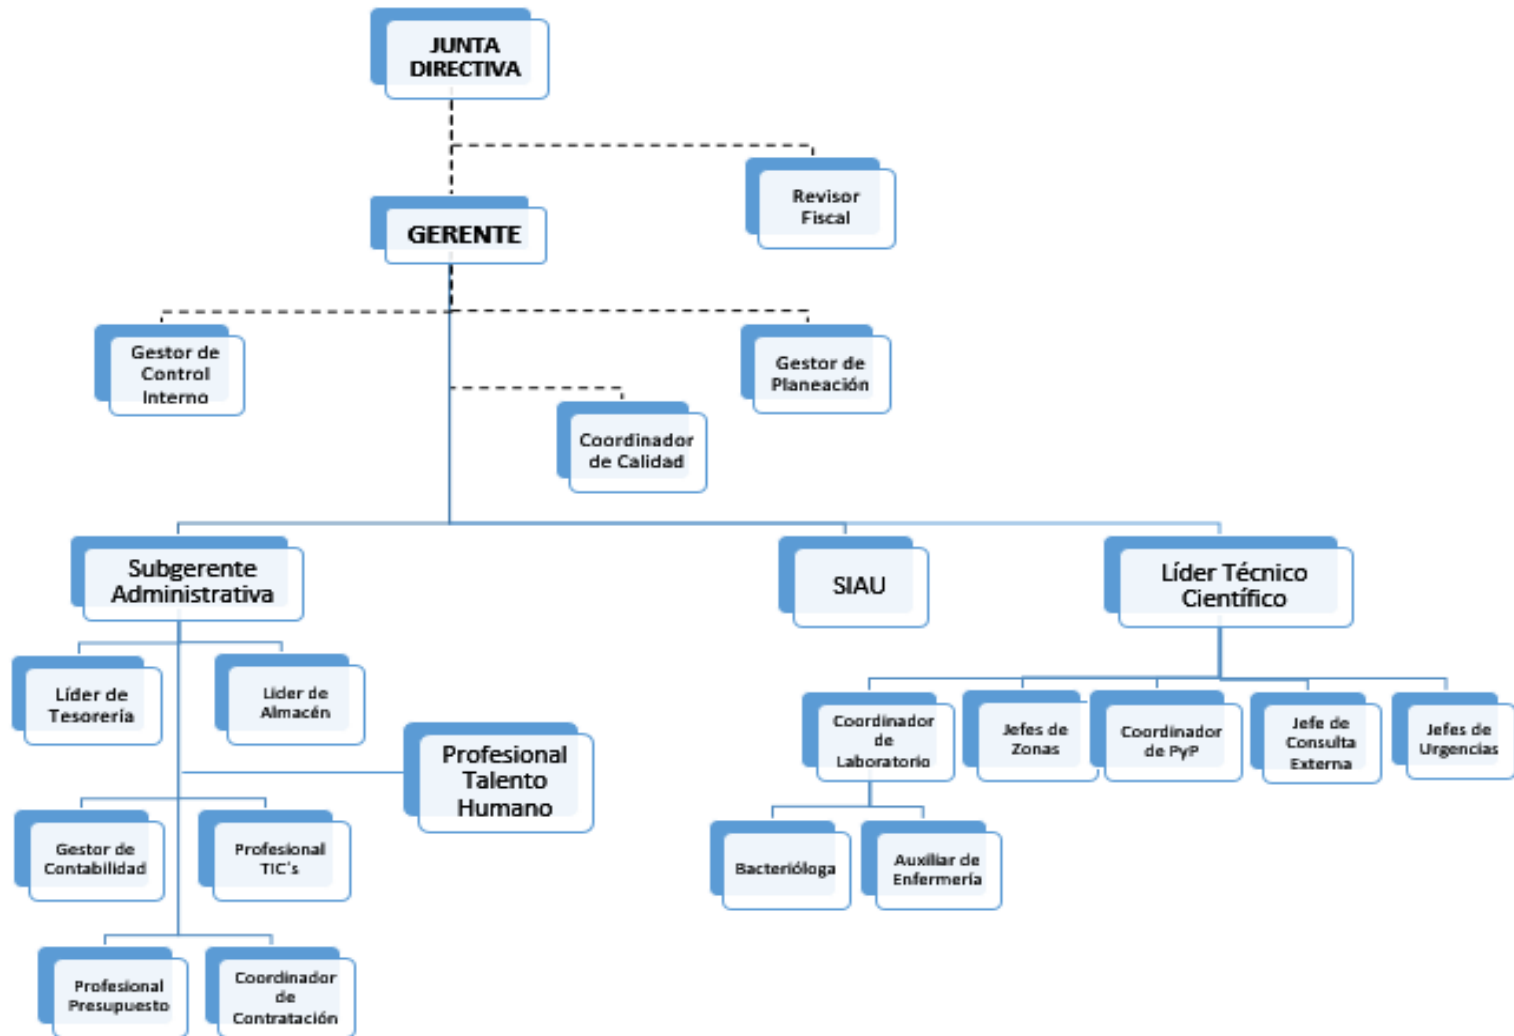 JUNTA
DIRECTIVA
Revisor
Fiscal
GERENTE
Gestor de
Control
Interno
Gestor de
Planeación
Coordinador
de Calidad
Subgerente
Administrativa
SIAU
Líder Técnico
Científico
Líder de
Tesorería
Lider de
Almacén
Profesional
Talento
Humano
Coordinador
de
Laboratorio
Jefes de
Zonas
Coordinador
de PyP
Jefe de
Consulta
Externa
Jefes de
Urgencias
Gestor de
Contabilidad
Profesional
TIC´s
Bacterióloga
Auxiliar de
Enfermería
Profesional
Presupuesto
Coordinador
de
Contratación